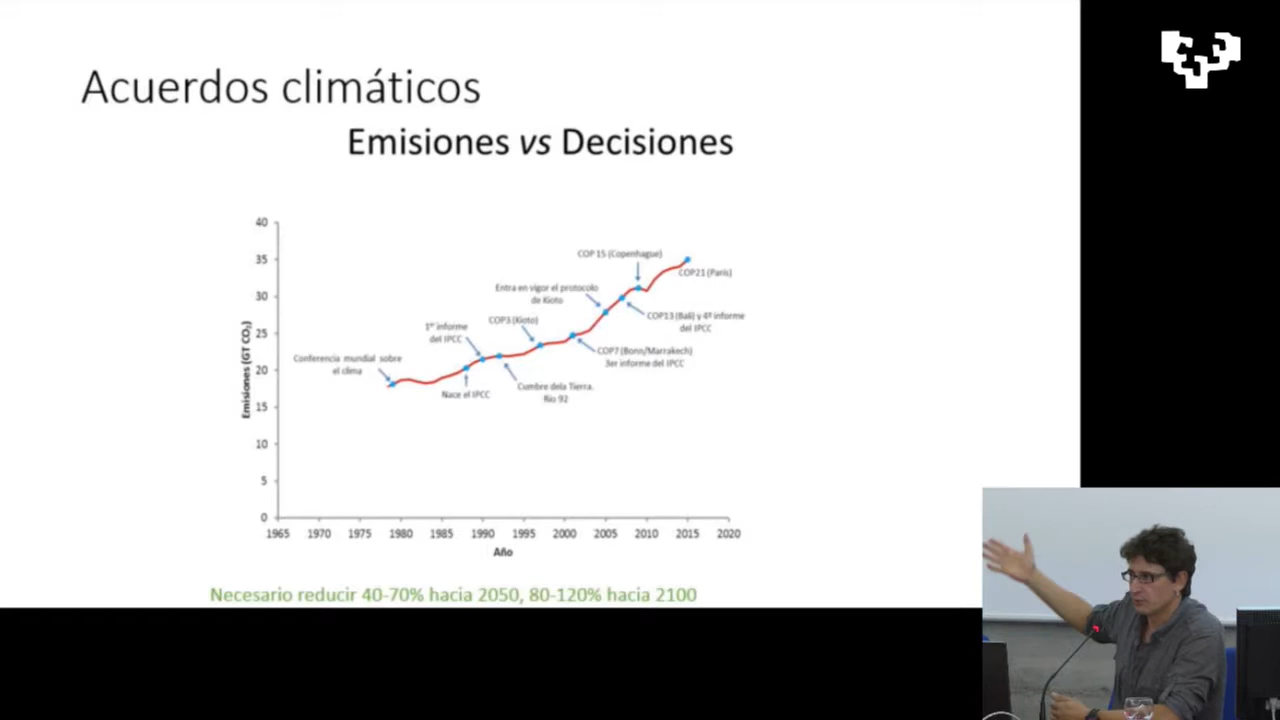 Acuerdos climáticos
Emisiones vs Decisiones
40
35
30
25
20
15
10
5
0
Emisiones (GT CO₂)
COP 15 (Copenhague)
COP21 (París)
Entra en vigor el protocolo
de Kioto
COP13 (Bali) y 4º informe
del IPCC
COP3 (Kioto)
1er informe
del IPCC
COP7 (Bonn/Marrakech)
3er informe del IPCC
Conferencia mundial sobre
el clima
Nace el IPCC
Cumbre dela Tierra.
Río 92
1965 1970 1975 1980 1985 1990 1995 2000 2005 2010 2015 2020
Año
Necesario reducir 40-70% hacia 2050, 80-120% hacia 2100